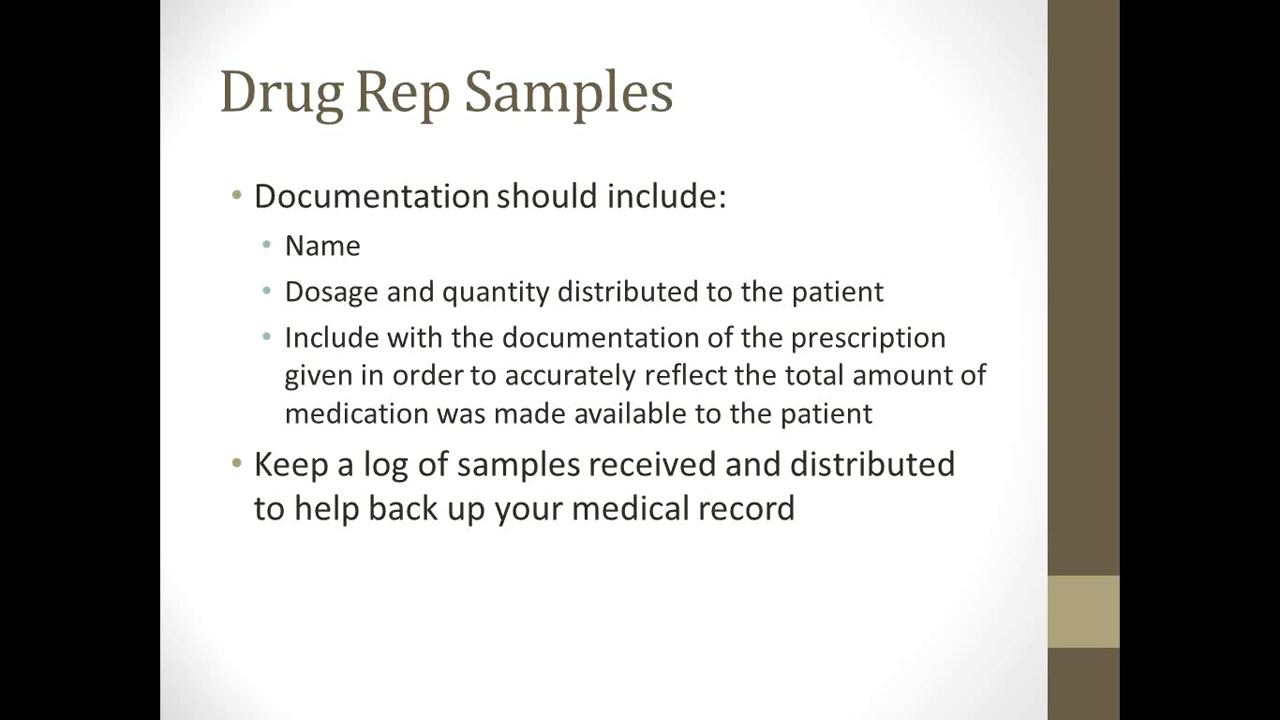 Drug Rep Samples
• Documentation should include:
• Name
• Dosage and quantity distributed to the patient
• Include with the documentation of the prescription
given in order to accurately reflect the total amount of
medication was made available to the patient
• Keep a log of samples received and distributed
to help back up your medical record